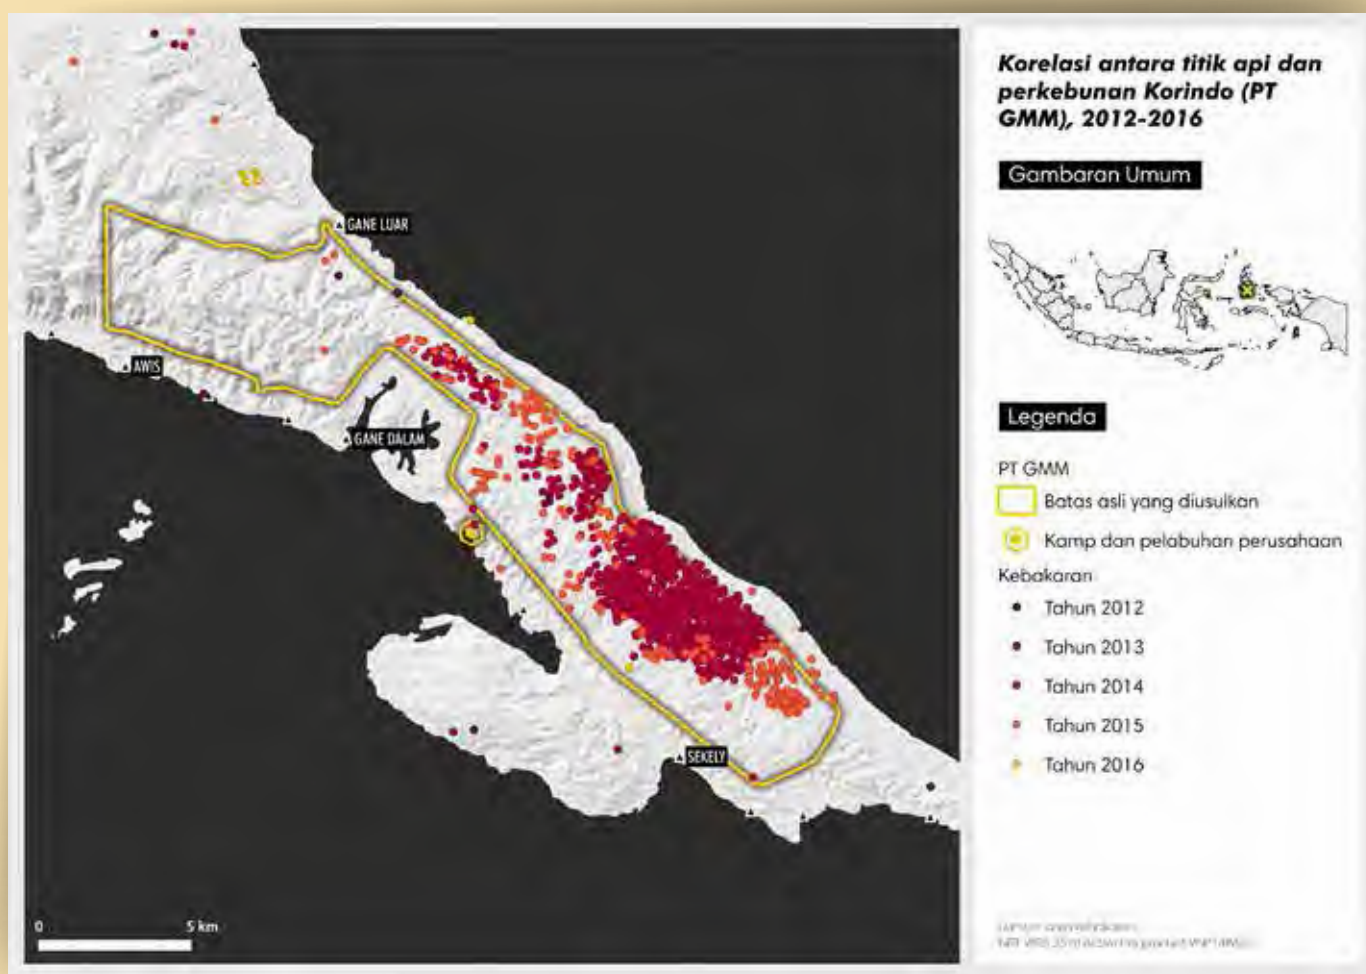 Korelasi antara titik api dan
perkebunan Korindo (PT
GMM), 2012-2016
Gambaran Umum
Legenda
PT GMM
Batas asli yang diusulkan
Kamp dan pelabuhan perusahaan
Kebakaran
Tahun 2012
Tahun 2013
Tahun 2014
Tahun 2015
Tahun 2016
GANE LUAR
AWIS
GANE DALAM
SEKELY
0 5 km